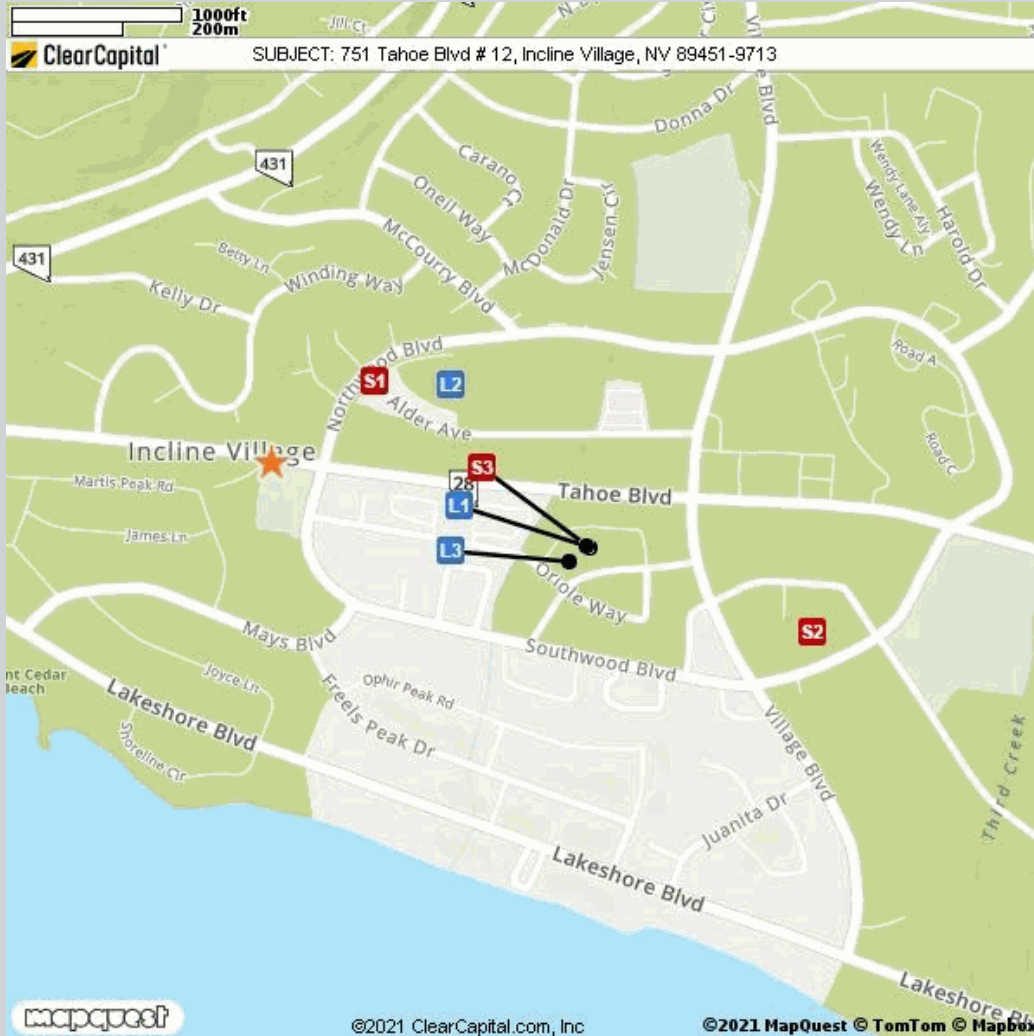 1000ft
200m
Jill Ct
ClearCapital
SUBJECT: 751 Tahoe Blvd # 12, Incline Village, NV 89451-9713
Donna Dr
431
Carano Ct
Oneil Way
McDonald Dr
Jensen Cir
Wendy Lane Aly
Wendy Ln
Harold Dr
431
Betty Ln
McCourry Blvd
Winding Way
Kelly Dr
Northwood Blvd
Road A
S1
L2
Alder Ave
Road C
Incline Village
S3
Martis Peak Rd
28
Tahoe Blvd
L1
James Ln
L3
Oriole Way
S2
Mays Blvd
Southwood Blvd
Joyce Ln
Ophir Peak Rd
nt Cedar
Beach
Lakeshore Blvd
Freels Peak Dr
Shoreline Cir
Village Blvd
Third Creek
Juanita Dr
Lakeshore Blvd
Lakeshore Blv
mapquest
©2021 ClearCapital.com, Inc
©2021 MapQuest © TomTom © Mapbox